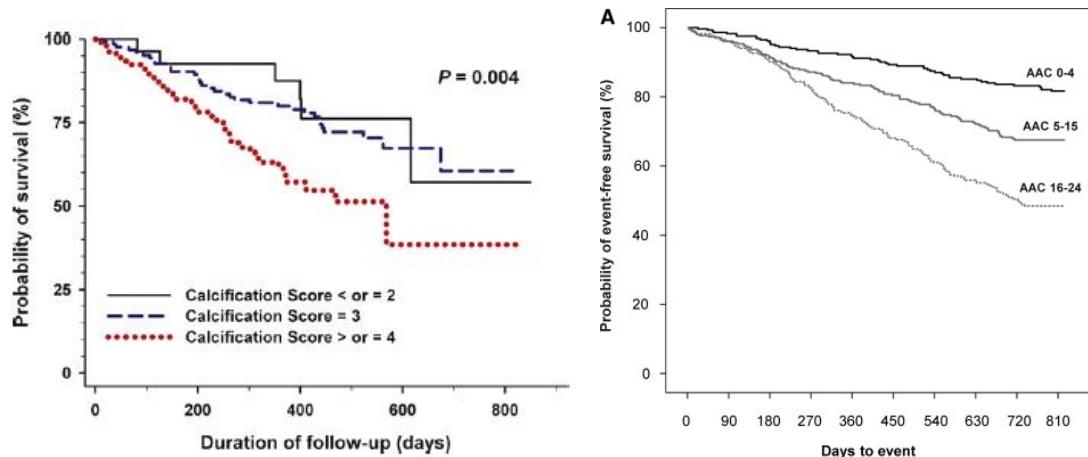 100
75
50
25
0
Probability of survival (%)
P = 0.004
Calcification Score < or = 2
Calcification Score = 3
Calcification Score > or = 4
0 200 400 600 800
Duration of follow-up (days)
A
100
80
60
80
20
0
Probability of event-free survival (%)
AAC 0-4
AAC 5-15
AAC 16-24
0 90 180 270 360 450 540 630 720 810
Days to event